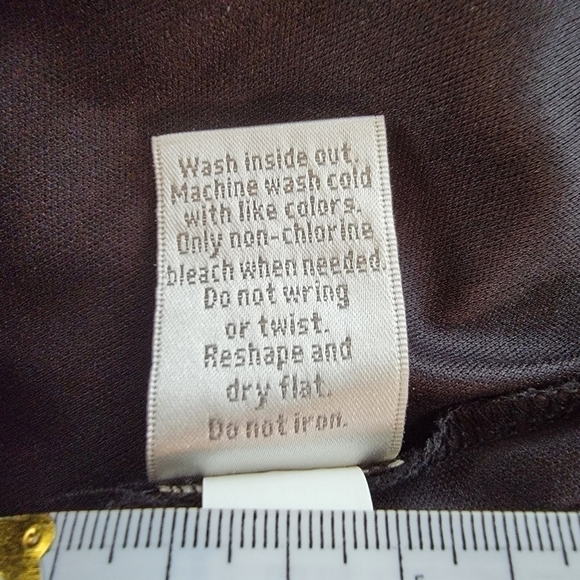 Wash inside out.
Machine wash cold
with like colors.
Only non-chlorine
bleach when needed.
Do not wring
or twist.
Reshape and
dry flat.
Do not iron.